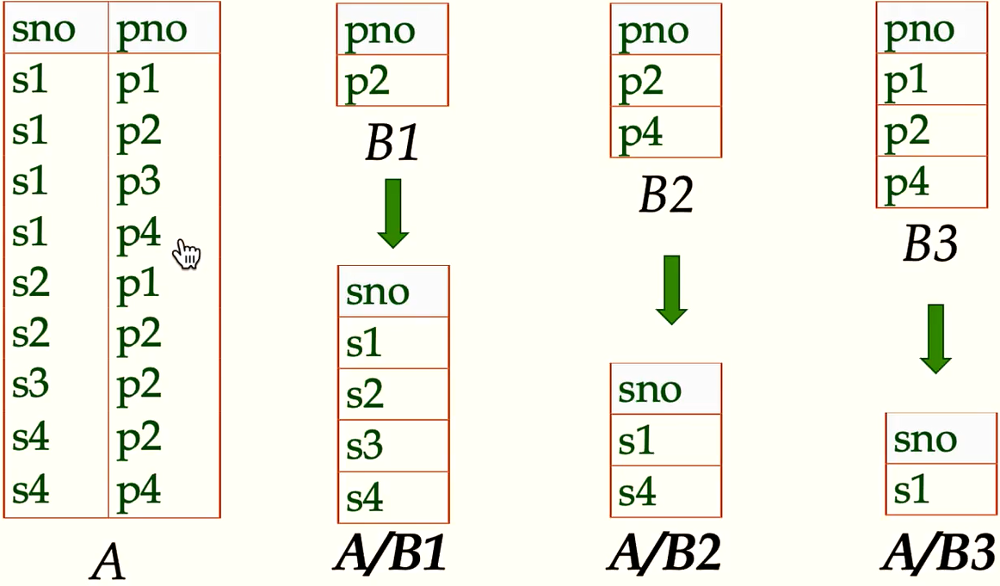 sno pno
s1 p1
s1 p2
s1 p3
s1 p4
s2 p1
s2 p2
s3 p2
s4 p2
s4 p4
A
pno
p2
B1
sno
s1
s2
s3
s4
A/B1
pno
p2
p4
B2
sno
s1
s4
A/B2
pno
p1
p2
p4
B3
sno
s1
A/B3